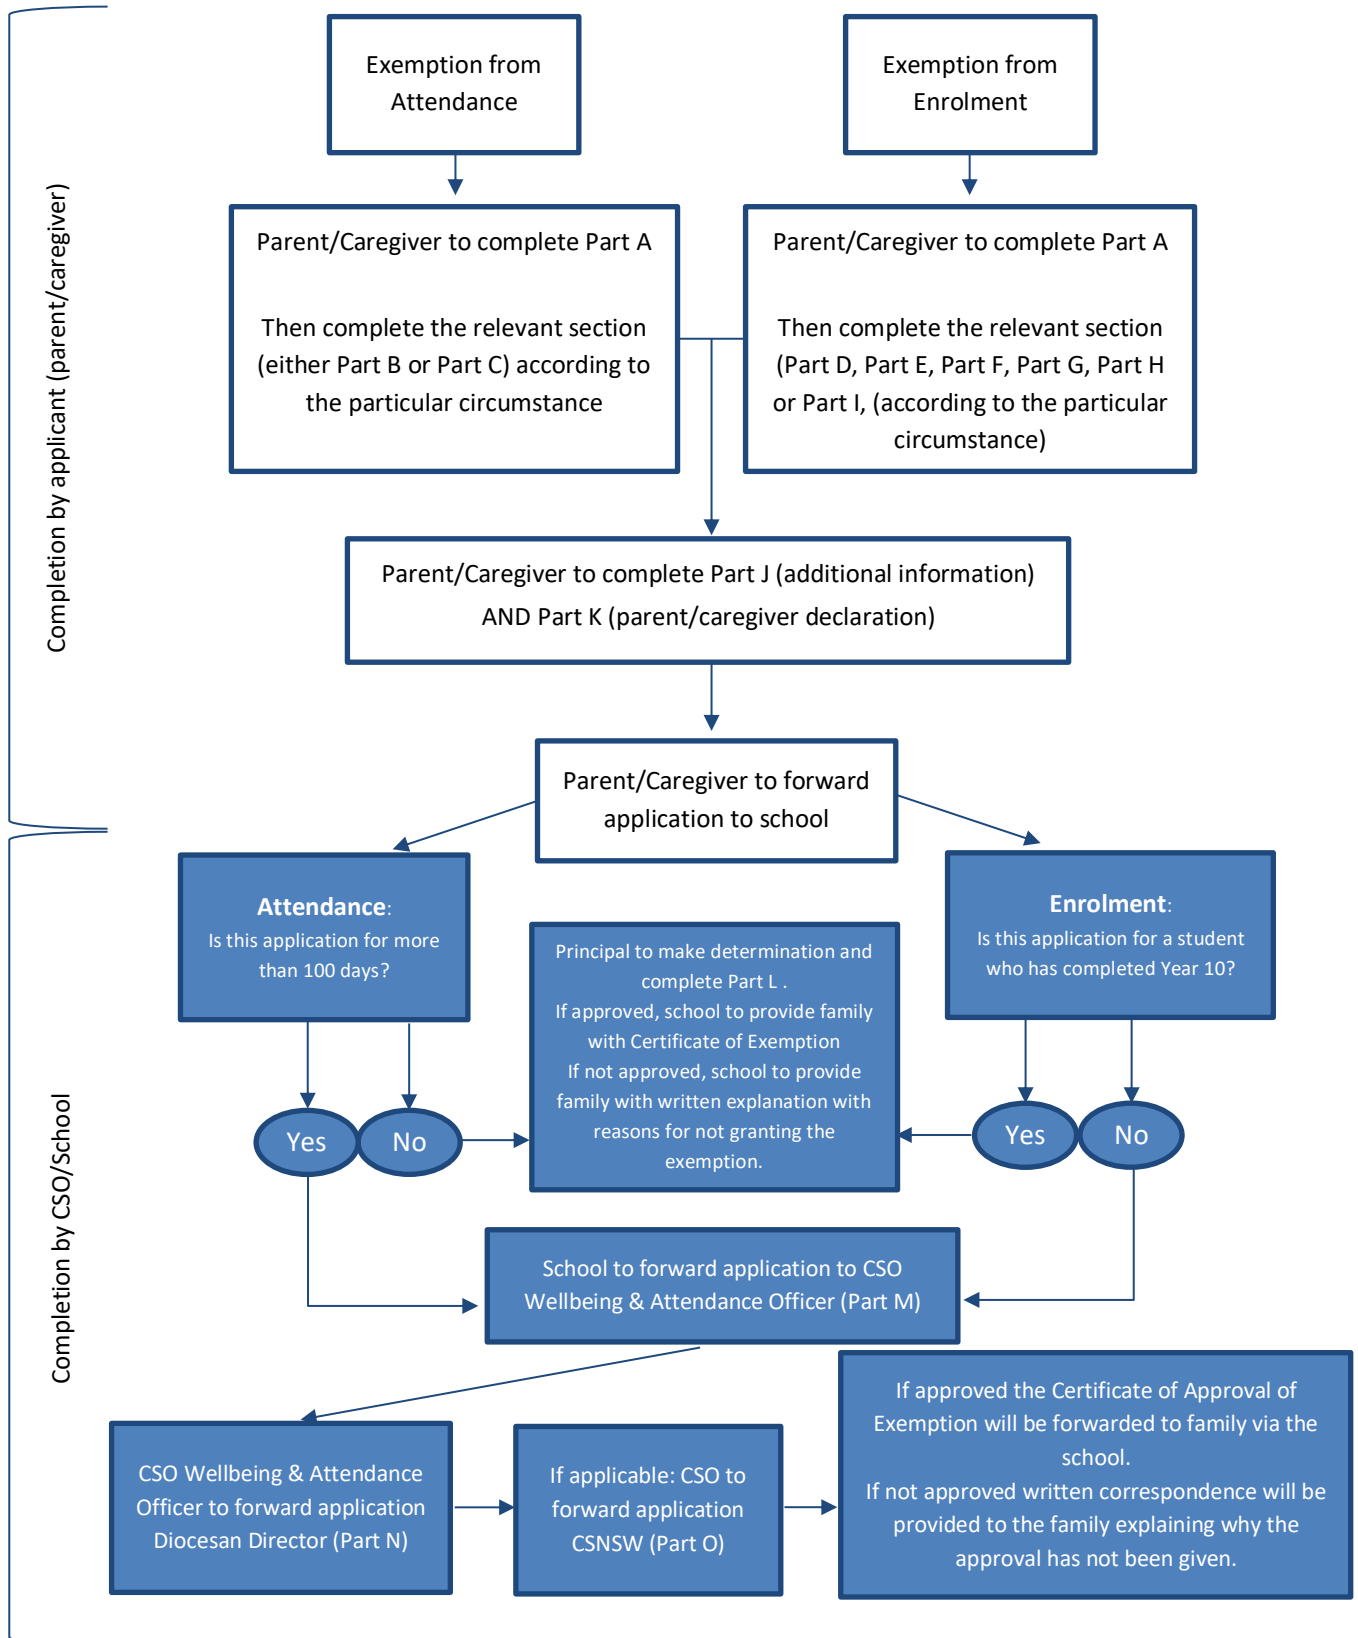 Completion by applicant (parent/caregiver)
Exemption from
Attendance
Exemption from
Enrolment
Parent/Caregiver to complete Part A
Then complete the relevant section
(either Part B or Part C) according to
the particular circumstance
Parent/Caregiver to complete Part A
Then complete the relevant section
(Part D, Part E, Part F, Part G, Part H
or Part I, (according to the particular
circumstance)
Parent/Caregiver to complete Part J (additional information)
AND Part K (parent/caregiver declaration)
Parent/Caregiver to forward
application to school
Completion by CSO/School
Attendance:
Is this application for more
than 100 days?
Yes
No
Principal to make determination and
complete Part L .
If approved, school to provide family
with Certificate of Exemption
If not approved, school to provide
family with written explanation with
reasons for not granting the
exemption.
Enrolment:
Is this application for a student
who has completed Year 10?
Yes
No
School to forward application to CSO
Wellbeing & Attendance Officer (Part M)
CSO Wellbeing & Attendance
Officer to forward application
Diocesan Director (Part N)
If applicable: CSO to
forward application
CSNSW (Part O)
If approved the Certificate of Approval of
Exemption will be forwarded to family via the
school.
If not approved written correspondence will be
provided to the family explaining why the
approval has not been given.